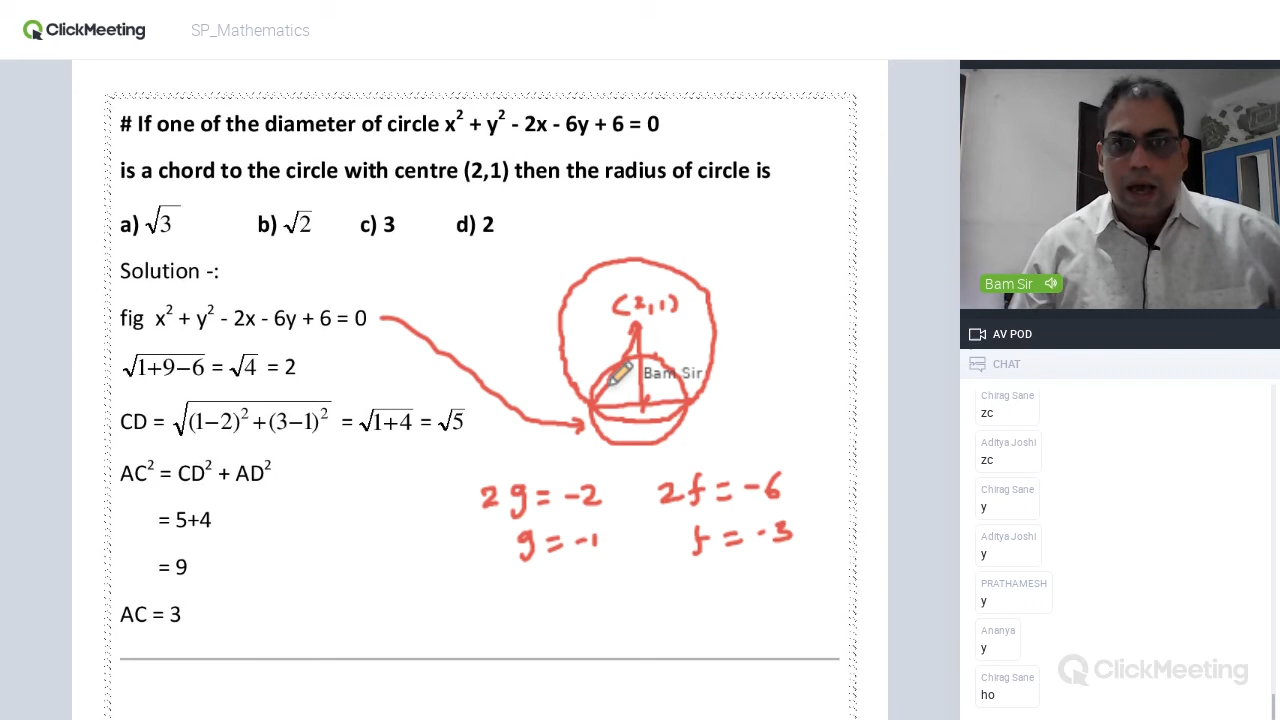 ClickMeeting SP_Mathematics
# If one of the diameter of circle x² + y² - 2x - 6y + 6 = 0
is a chord to the circle with centre (2,1) then the radius of circle is
a) √3 b) √2 c) 3 d) 2
Solution -:
fig x² + y² - 2x - 6y + 6 = 0
√1+9−6 = √4 = 2
CD = √(1−2)² +(3−1)² = √1+4 = √5
AC² = CD² + AD²
= 5+4
= 9
AC = 3
(2,1)
Bam Sir
2g = -2 2f = -6
g = -1 f = -3
Bam Sir
AV POD
CHAT
Chirag Sane
zc
Aditya Joshi
zc
Chirag Sane
y
Aditya Joshi
y
PRATHAMESH
y
Ananya
y
Chirag Sane
ho
ClickMeeting